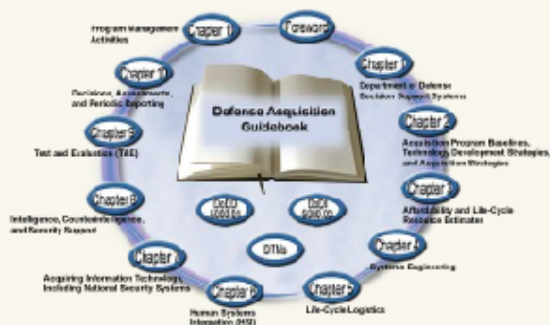 Foreword
Chapter 1
Department of Defense
Decision Support Systems
Chapter 2
Acquisition Program Baselines,
Technology Development Strategies,
and Acquisition Strategies
Chapter 3
Affordability and Life-Cycle
Resource Estimates
Chapter 4
Systems Engineering
Chapter 5
Life-Cycle Logistics
Chapter 6
Human Systems
Integration (HSI)
Chapter 7
Acquiring Information Technology,
Including National Security Systems
Chapter 8
Intelligence, Counterintelligence,
and Security Support
Chapter 9
Test and Evaluation (T&E)
Chapter
Decisions, Assessments,
and Periodic Reporting
Chapter
Program Management
Activities
Defense Acquisition
Guidebook
DoDD
DoDI
DTMs